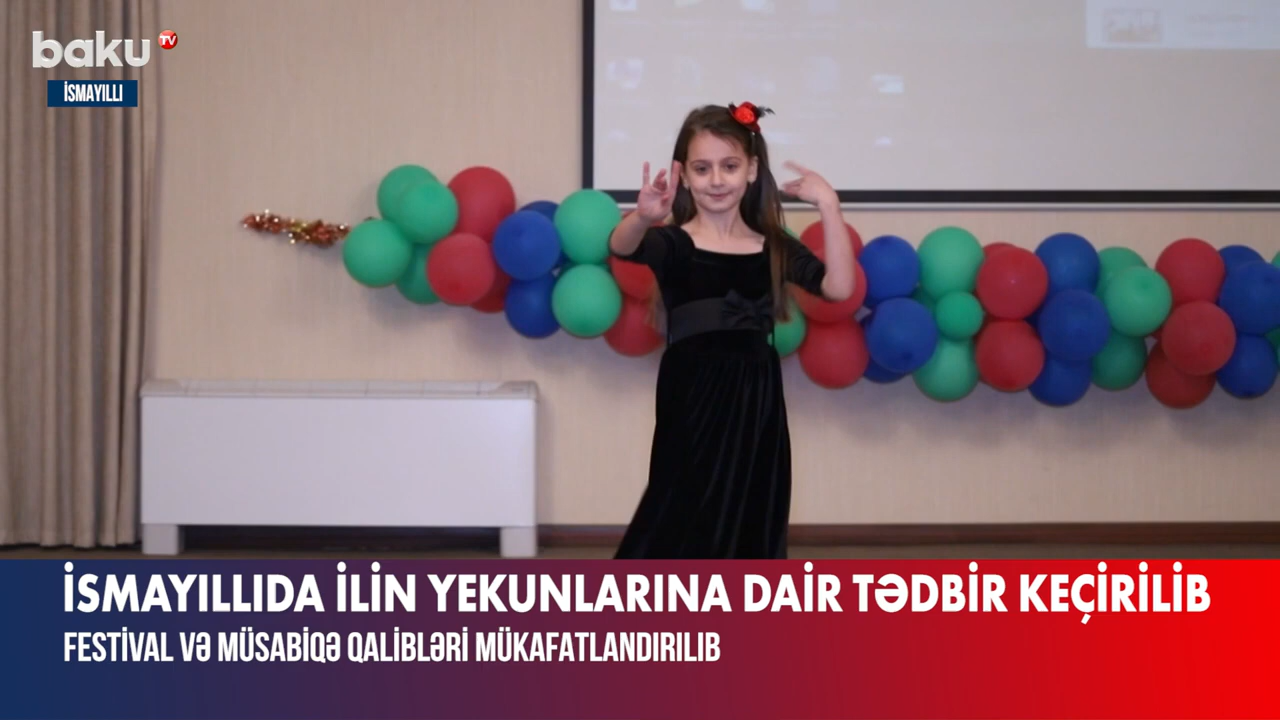 baku TV
İSMAYILLI
İSMAYILLIDA İLİN YEKUNLARINA DAİR TƏDBİR KEÇİRİLİB
FESTİVAL VƏ MÜSABİQƏ QALİBLƏRİ MÜKAFATLANDIRILIB